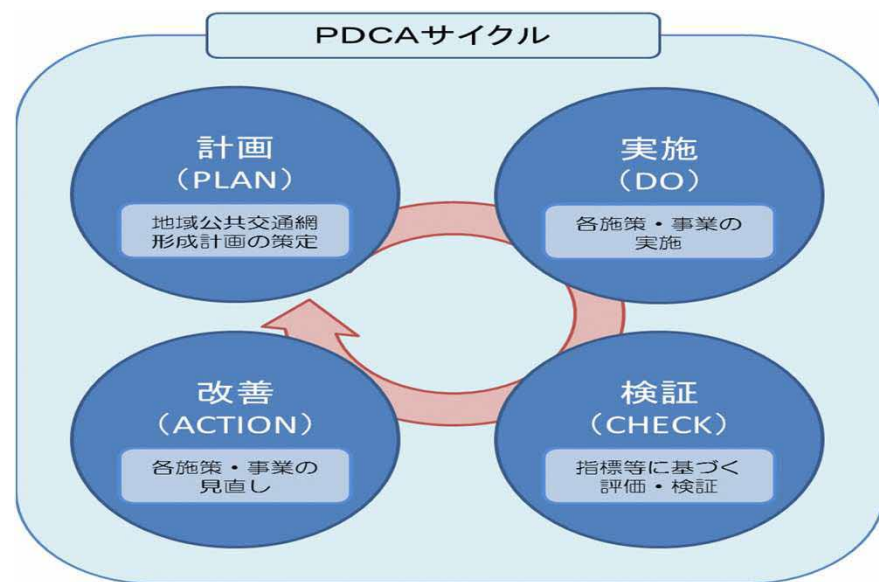 PDCAサイクル
計画
（PLAN）
地域公共交通網
形成計画の策定
実施
（DO）
各施策・事業の
実施
検証
（CHECK）
指標等に基づく
評価・検証
改善
（ACTION）
各施策・事業の
見直し